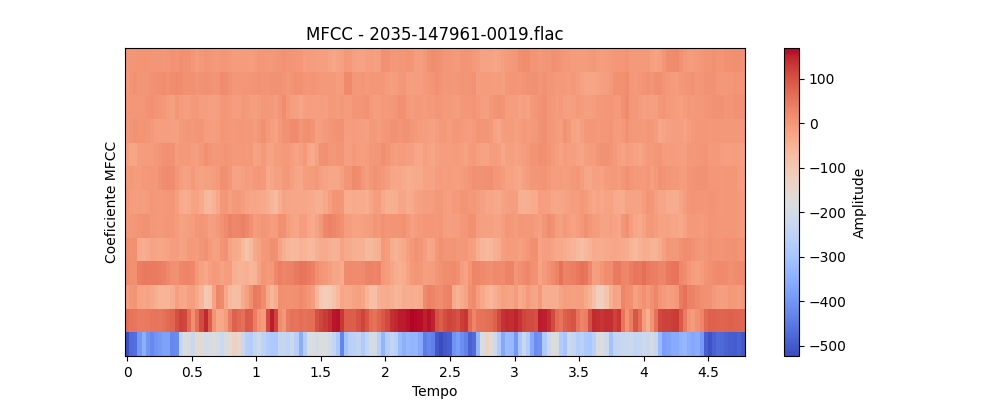 MFCC - 2035-147961-0019.flac
Coeficiente MFCC
0 0.5 1 1.5 2 2.5 3 3.5 4 4.5
Tempo
100
0
−100
−200
−300
−400
−500
Amplitude